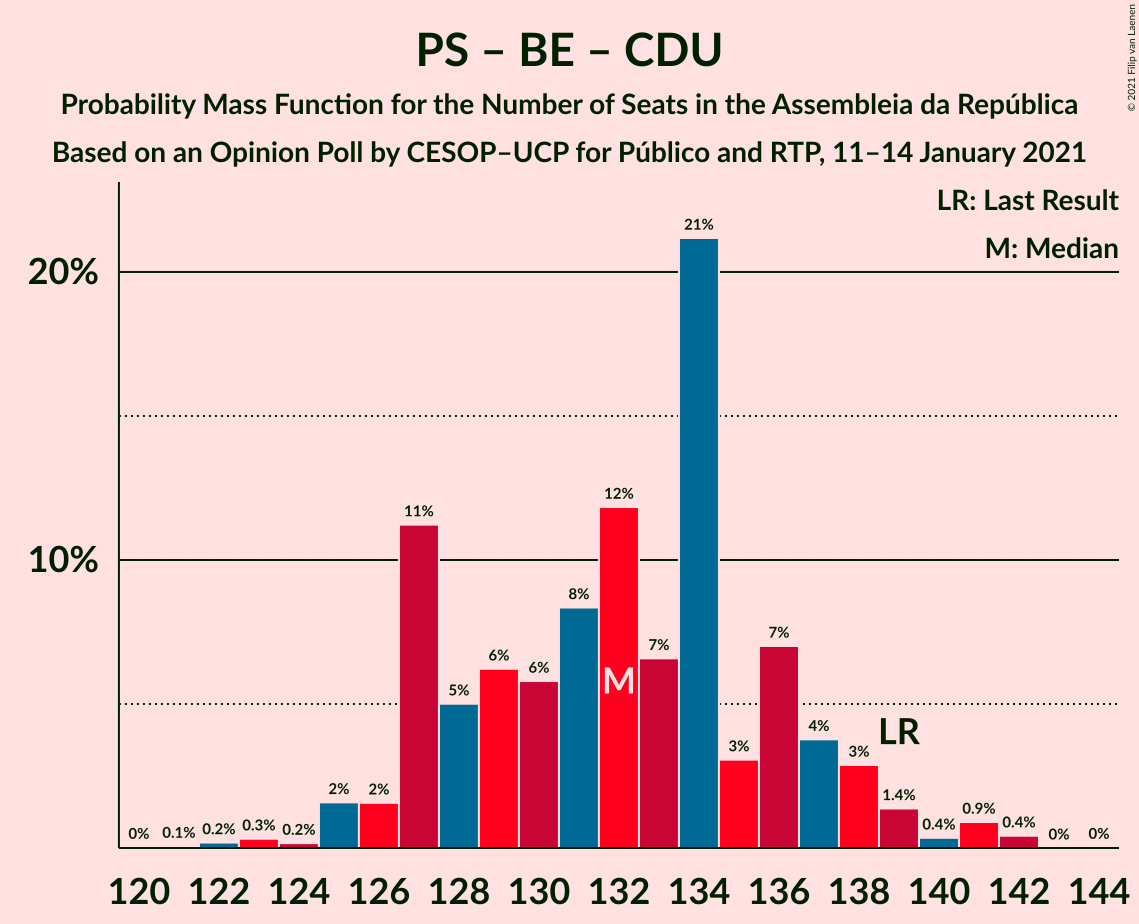 PS – BE – CDU
Probability Mass Function for the Number of Seats in the Assembleia da República
Based on an Opinion Poll by CESOP–UCP for Público and RTP, 11–14 January 2021
© 2021 Filip van Laenen
LR: Last Result
M: Median
20%
10%
0% 0.1% 0.2% 0.3% 0.2% 2% 2% 11% 5% 6% 6% 8% 12% 7% 21% 3% 7% 4% 3% 1.4% 0.4% 0.9% 0.4% 0% 0%
M
LR
120 122 124 126 128 130 132 134 136 138 140 142 144